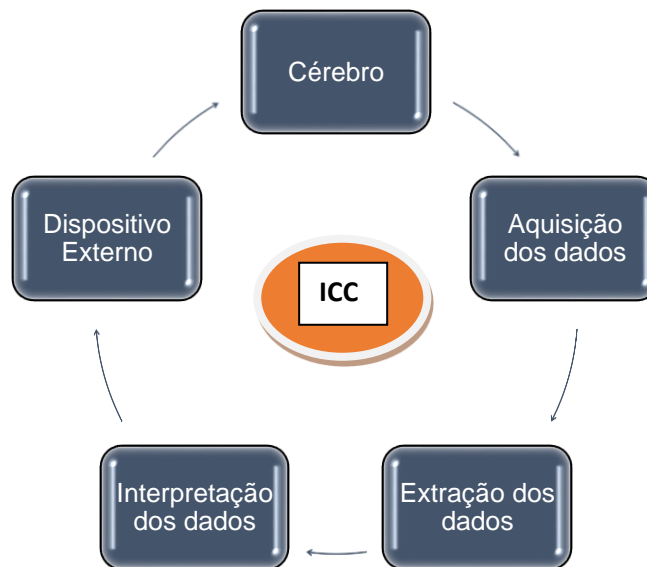 Cérebro
Aquisição
dos dados
Extração dos
dados
Interpretação
dos dados
Dispositivo
Externo
ICC